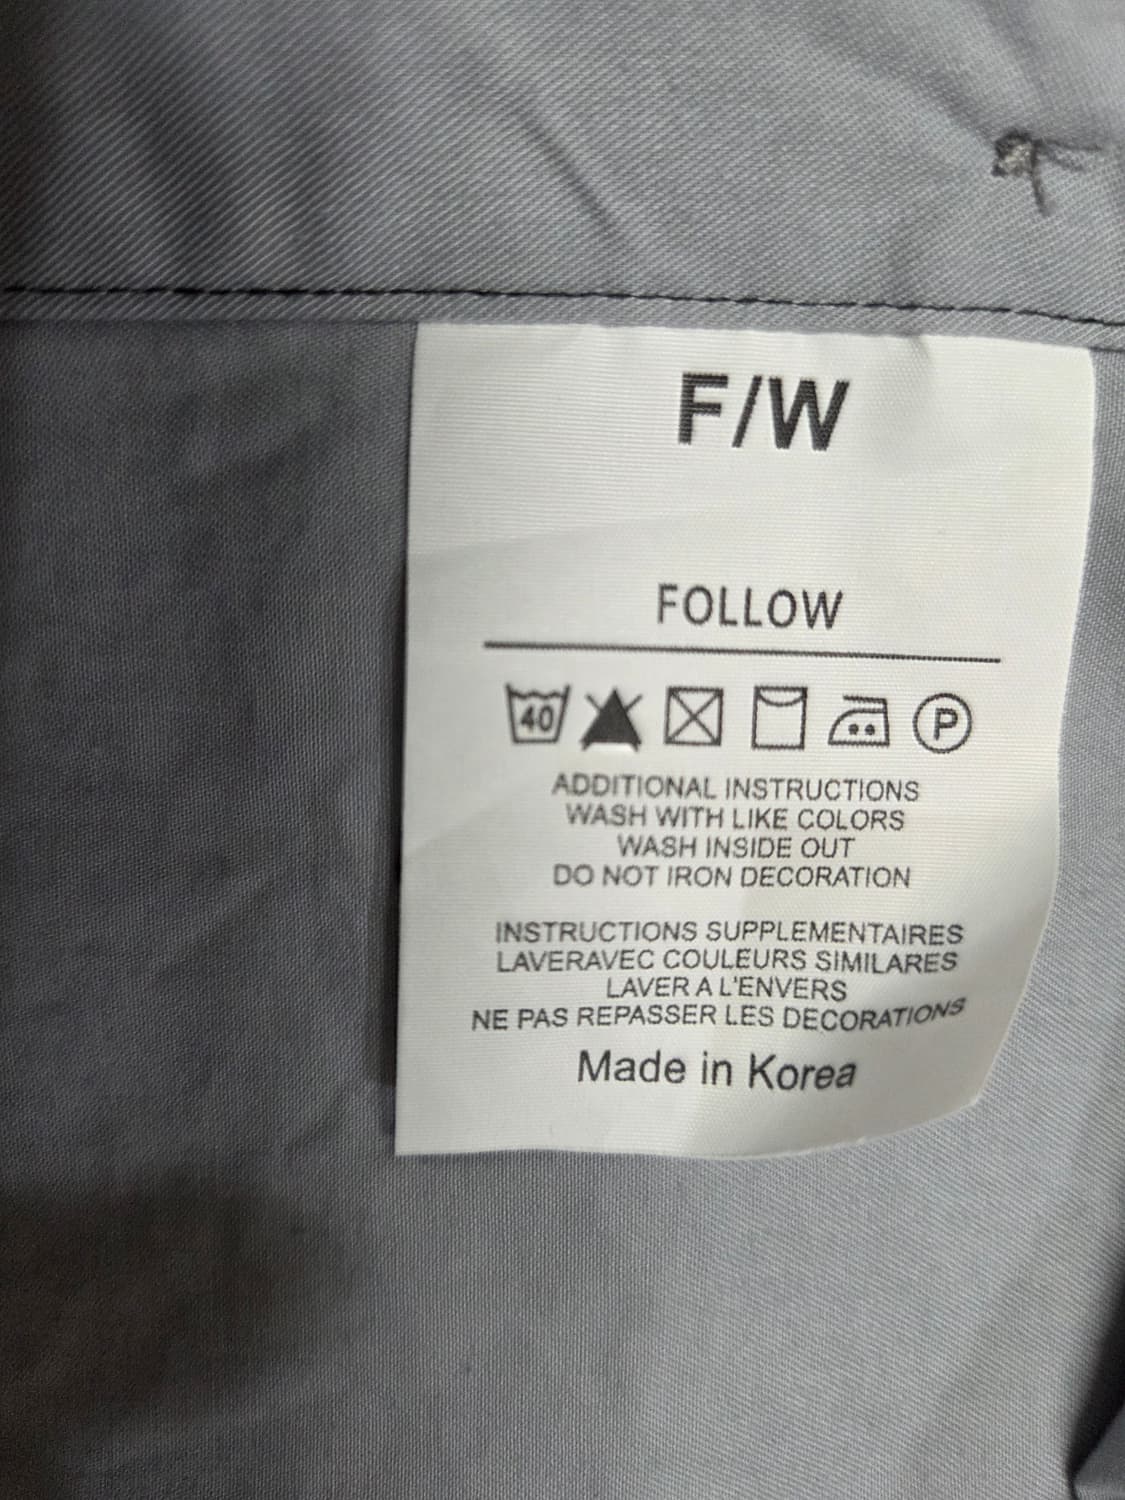 F/W
FOLLOW
40 P
ADDITIONAL INSTRUCTIONS
WASH WITH LIKE COLORS
WASH INSIDE OUT
DO NOT IRON DECORATION
INSTRUCTIONS SUPPLEMENTAIRES
LAVERAVEC COULEURS SIMILARES
LAVER A L'ENVERS
NE PAS REPASSER LES DECORATIONS
Made in Korea